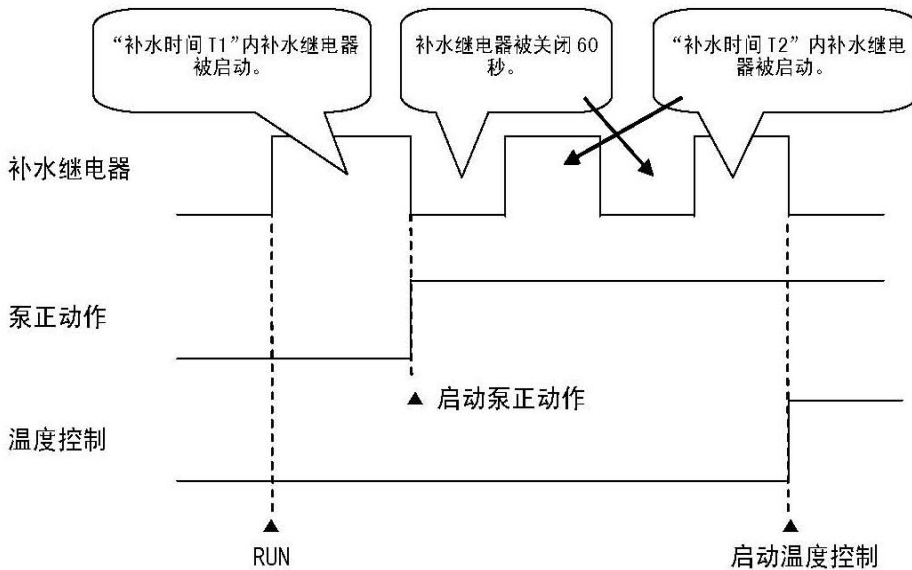 “补水时间 T1”内补水继电器
被启动。
补水继电器被关闭 60
秒。
“补水时间 T2” 内补水继电
器被启动。
补水继电器
泵正动作
▲ 启动泵正动作
温度控制
▲
RUN
▲
启动温度控制